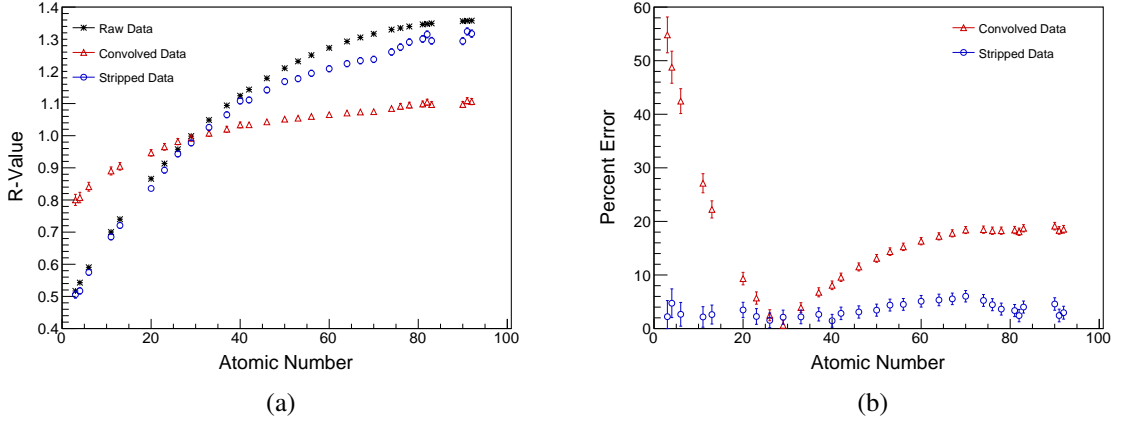 1.4
1.3
1.2
1.1
1.0
0.9
0.8
0.7
0.6
0.5
0.4
R-Value
Raw Data
Convolved Data
Stripped Data
0 20 40 60 80 100
Atomic Number
(a)
60
50
40
30
20
10
0
Percent Error
Convolved Data
Stripped Data
0 20 40 60 80 100
Atomic Number
(b)